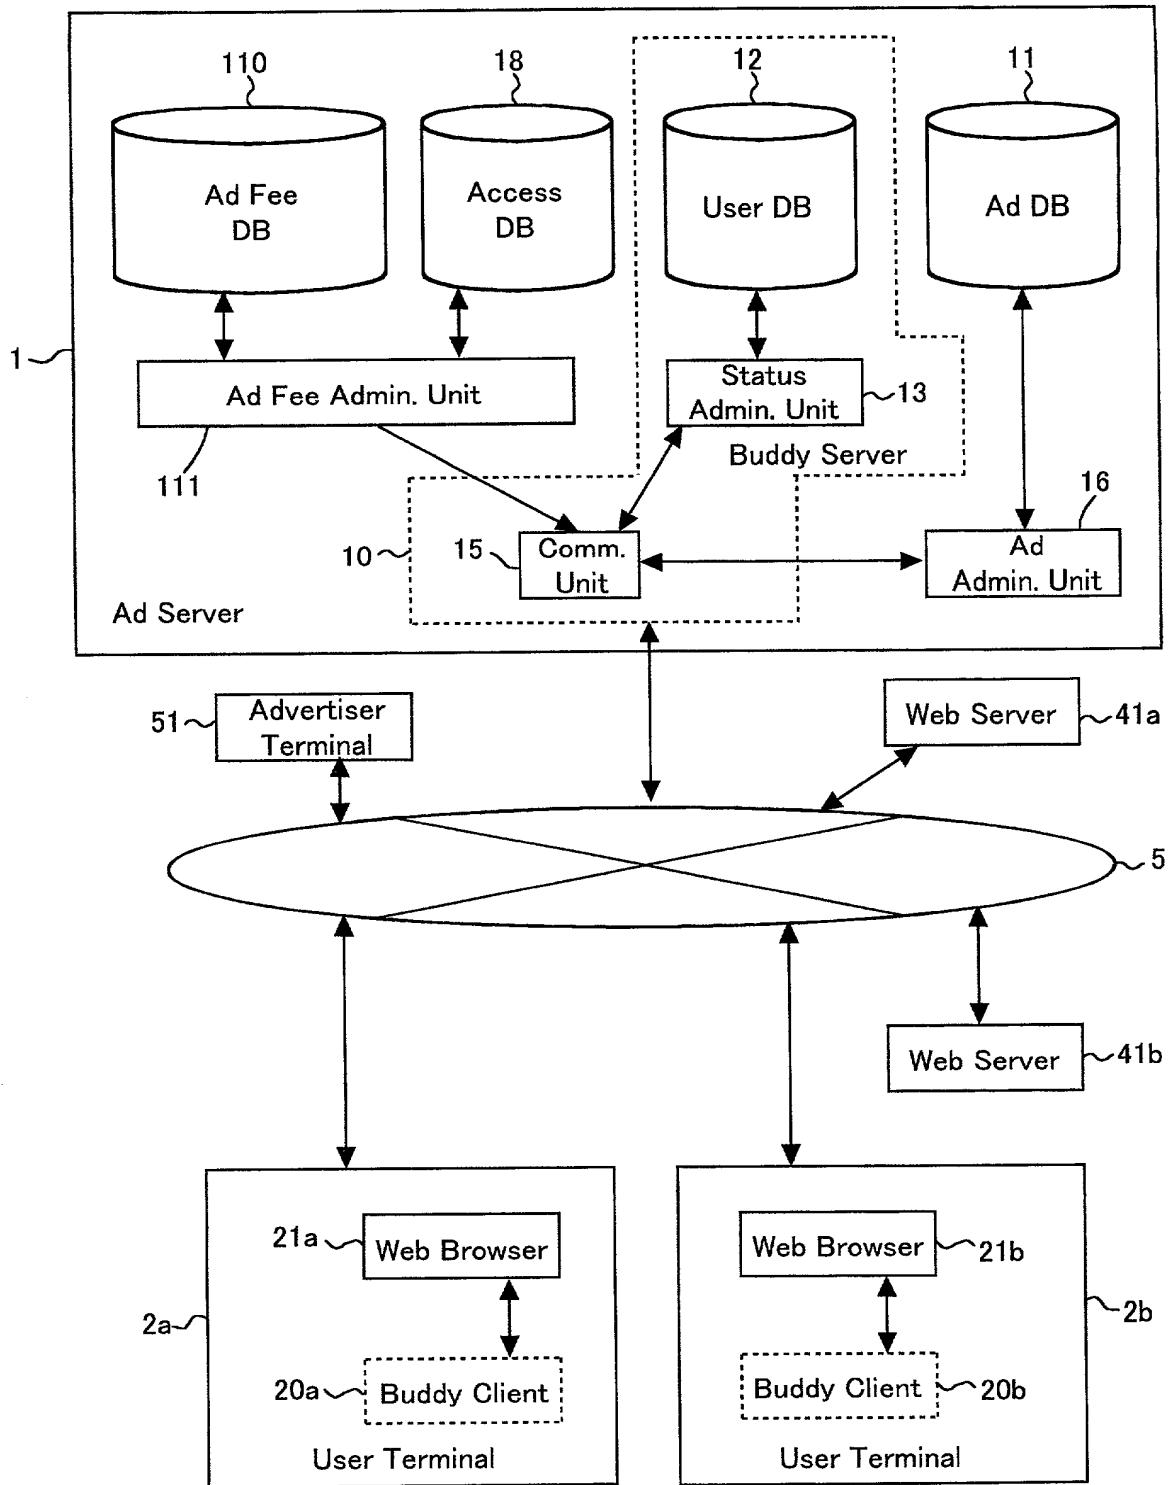 110
18
12
11
Ad Fee
DB
Access
DB
User DB
Ad DB
1
Ad Fee Admin. Unit
Status
Admin. Unit
13
111
Buddy Server
16
10
15
Comm.
Unit
Ad
Admin. Unit
Ad Server
51
Advertiser
Terminal
Web Server
41a
5
Web Server
41b
21a
Web Browser
Web Browser
21b
2a
2b
20a
Buddy Client
Buddy Client
20b
User Terminal
User Terminal